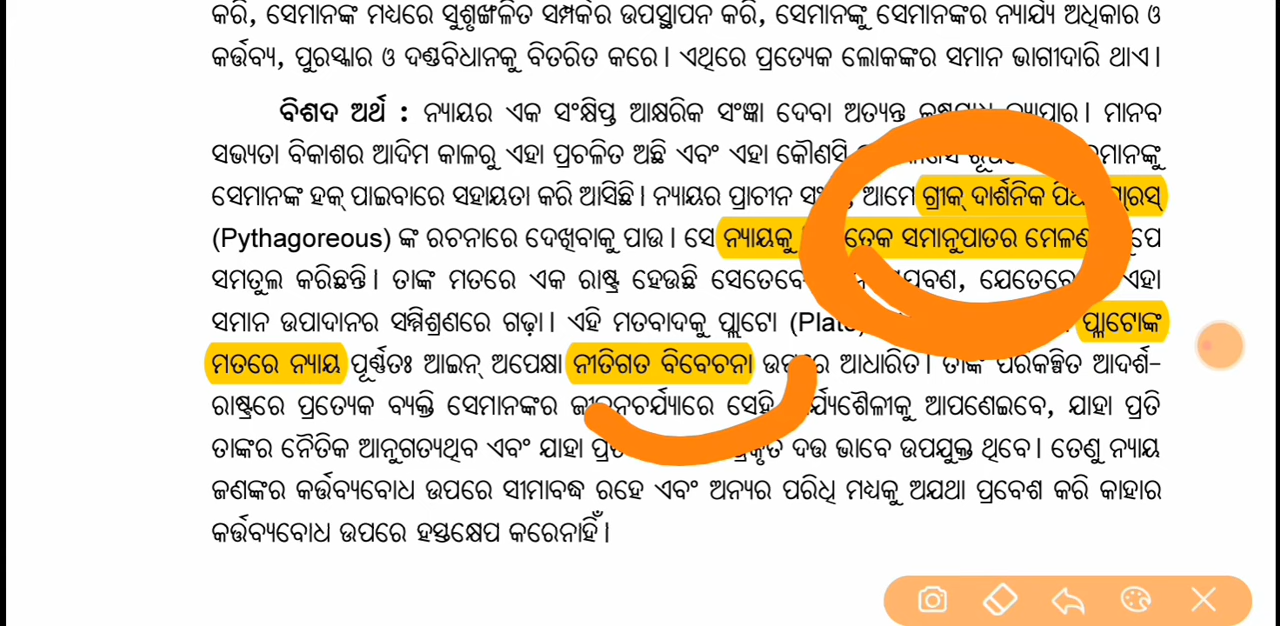 କରି, ସେମାନଙ୍କ ମଧ୍ୟରେ ସୁଶୃଙ୍ଖଳିତ ସମ୍ପର୍କର ଉପସ୍ଥାପନ କରି, ସେମାନଙ୍କୁ ସେମାନଙ୍କର ନ୍ୟାର୍ଯ୍ୟ ଅଧିକାର ଓ
କର୍ତ୍ତବ୍ୟ, ପୁରସ୍କାର ଓ ଦଣ୍ଡବିଧାନକୁ ବିତରିତ କରେ। ଏଥିରେ ପ୍ରତ୍ୟେକ ଲୋକଙ୍କର ସମାନ ଭାଗୀଦାରି ଥାଏ।
ବିଶଦ ଅର୍ଥ : ନ୍ୟାୟର ଏକ ସଂକ୍ଷିପ୍ତ ଆକ୍ଷରିକ ସଂଜ୍ଞା ଦେବା ଅତ୍ୟନ୍ତ ମାନବ
ସଭ୍ୟତା ବିକାଶର ଆଦିମ କାଳରୁ ଏହା ପ୍ରଚଳିତ ଅଛି ଏବଂ ଏହା କୌଣସି
ସେମାନଙ୍କ ହକ୍ ପାଇବାରେ ସହାୟତା କରି ଆସିଛି। ନ୍ୟାୟର ପ୍ରାଚୀନ ଆମେ ଗ୍ରୀକ୍ ଦାର୍ଶନିକ
(Pythagoreous) ଙ୍କ ରଚନାରେ ଦେଖିବାକୁ ପାଉ। ସେ ନ୍ୟାୟକୁ ସମାନୁପାତର
ସମତୁଲ କରିଛନ୍ତି। ତାଙ୍କ ମତରେ ଏକ ରାଷ୍ଟ୍ର ହେଉଛି ଏହା
ସମାନ ଉପାଦାନର ସମ୍ମିଶ୍ରଣରେ ଗଢ଼ା। ଏହି ମତବାଦକୁ ପ୍ଲାଟୋ (Plato) ପ୍ଲାଟୋଙ୍କ
ମତରେ ନ୍ୟାୟ ପୂର୍ଣ୍ଣତଃ ଆଇନ୍ ଅପେକ୍ଷା ନୀତିଗତ ବିବେଚନା ଆଧାରିତ। ତାଙ୍କ ପରିକଳ୍ପିତ ଆଦର୍ଶ-
ରାଷ୍ଟ୍ରରେ ପ୍ରତ୍ୟେକ ବ୍ୟକ୍ତି ସେମାନଙ୍କର ଜୀବନଚର୍ଯ୍ୟାରେ ସେହି ଆପଣେଇବେ, ଯାହା ପ୍ରତି
ତାଙ୍କର ନୈତିକ ଆନୁଗତ୍ୟଥିବ ଏବଂ ଯାହା ଦତ୍ତ ଭାବେ ଉପଯୁକ୍ତ ଥିବେ। ତେଣୁ ନ୍ୟାୟ
ଜଣଙ୍କର କର୍ତ୍ତବ୍ୟବୋଧ ଉପରେ ସୀମାବଦ୍ଧ ରହେ ଏବଂ ଅନ୍ୟର ପରିଧି ମଧ୍ୟକୁ ଅଯଥା ପ୍ରବେଶ କରି କାହାର
କର୍ତ୍ତବ୍ୟବୋଧ ଉପରେ ହସ୍ତକ୍ଷେପ କରେନାହିଁ।